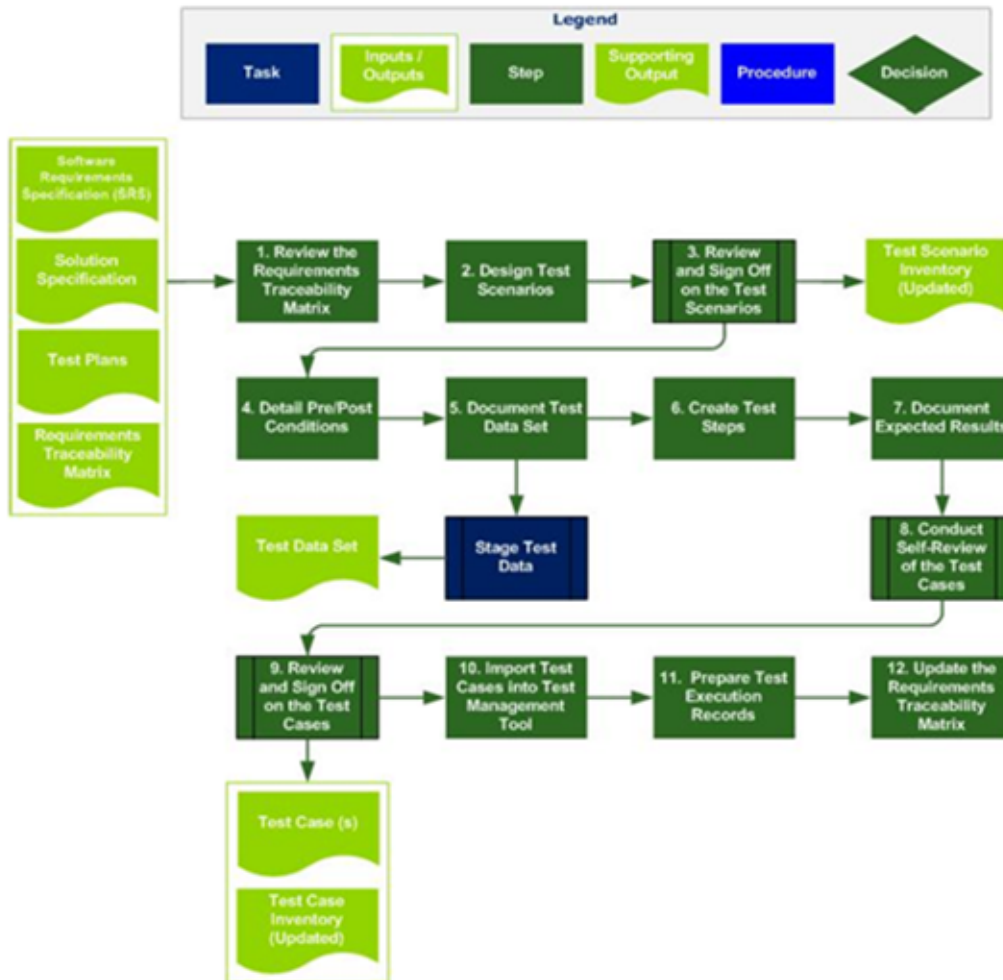 Legend
Task
Inputs /
Outputs
Step
Supporting
Output
Procedure
Decision
Software
Requirements
Specification (SRS)
Solution
Specification
Test Plans
Requirements
Traceability
Matrix
1. Review the
Requirements
Traceability
Matrix
2. Design Test
Scenarios
3. Review
and Sign Off
on the Test
Scenarios
Test Scenario
Inventory
(Updated)
4. Detail Pre/Post
Conditions
5. Document Test
Data Set
6. Create Test
Steps
7. Document
Expected Results
Test Data Set
Stage Test
Data
8. Conduct
Self-Review
of the Test
Cases
9. Review
and Sign Off
on the Test
Cases
10. Import Test
Cases into Test
Management
Tool
11. Prepare Test
Execution
Records
12. Update the
Requirements
Traceability
Matrix
Test Case (s)
Test Case
Inventory
(Updated)